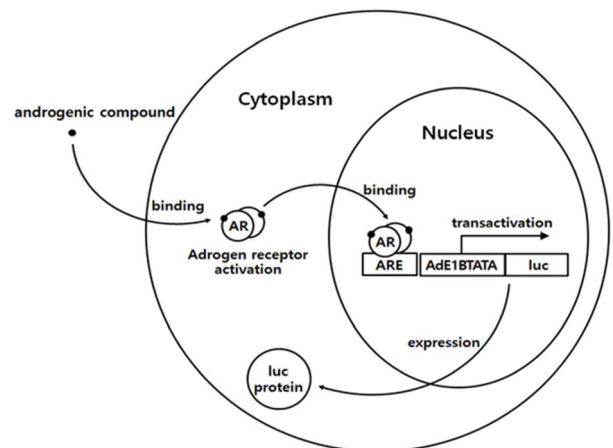 Cytoplasm
androgenic compound
Nucleus
binding
binding
AR
transactivation
Adrogen receptor
activation
AR
ARE
AdE1BTATA
luc
expression
luc
protein